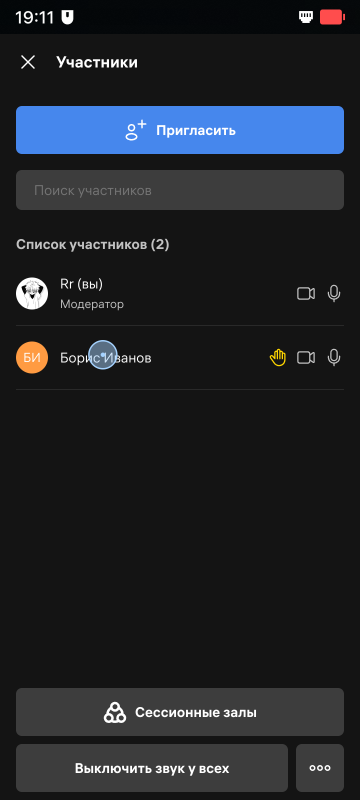 19:11
Участники
Пригласить
Поиск участников
Список участников (2)
Rr (вы)
Модератор
БИ
Борис Иванов
Сессионные залы
Выключить звук у всех